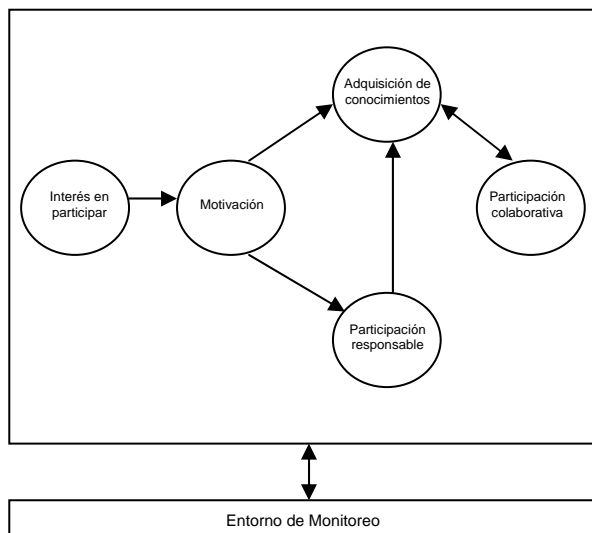 Adquisición de
conocimientos
Interés en
participar
Motivación
Participación
colaborativa
Participación
responsable
Entorno de Monitoreo